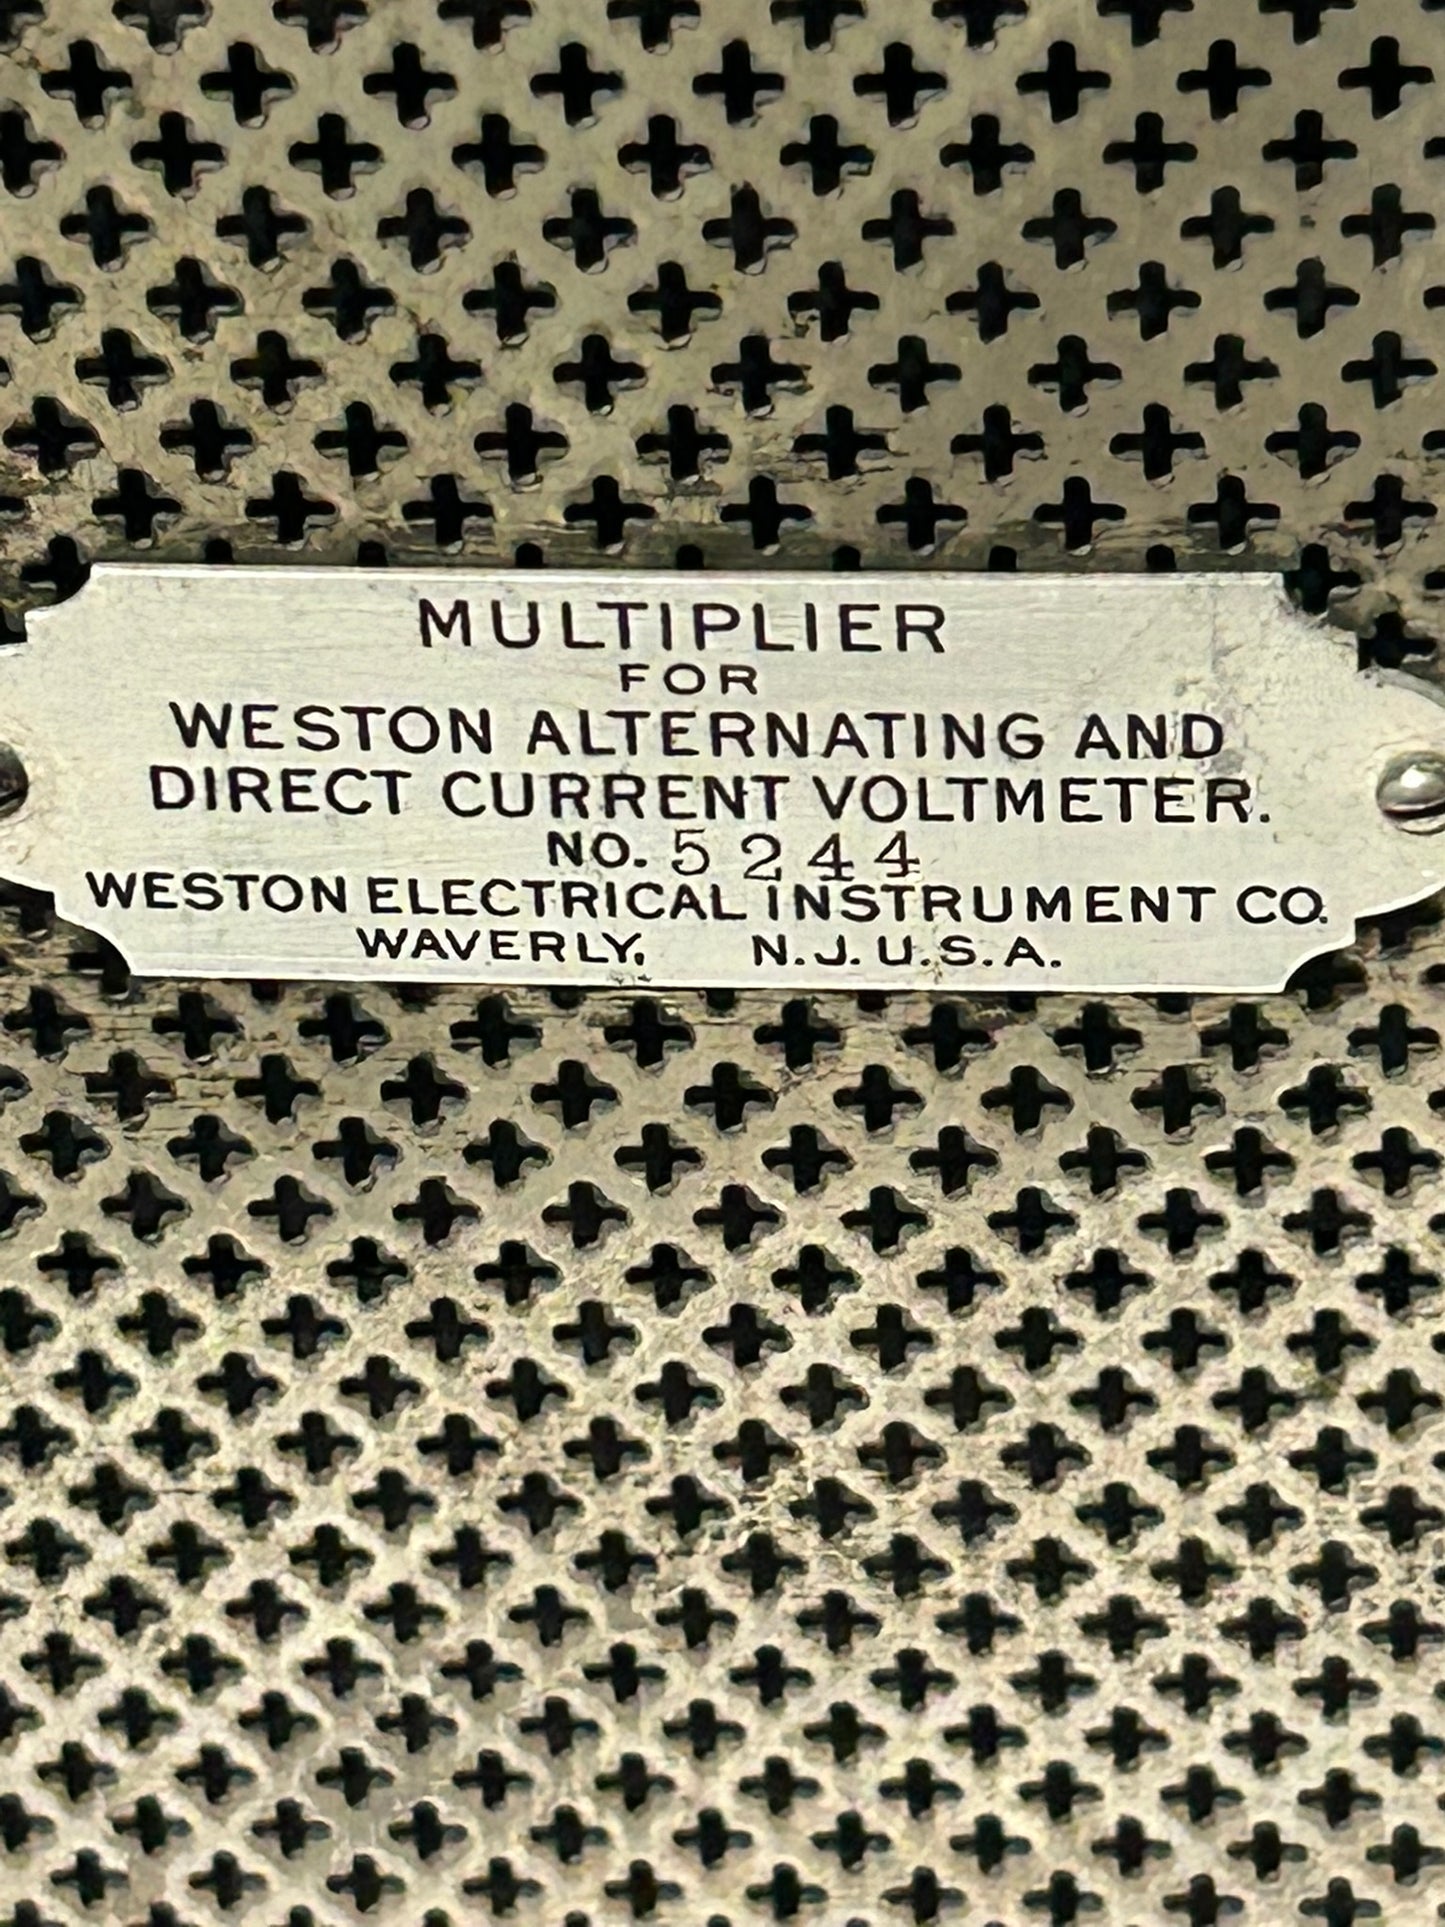 MULTIPLIER
FOR
WESTON ALTERNATING AND
DIRECT CURRENT VOLTMETER.
NO. 5244
WESTON ELECTRICAL INSTRUMENT CO.
WAVERLY, N.J. U.S.A.